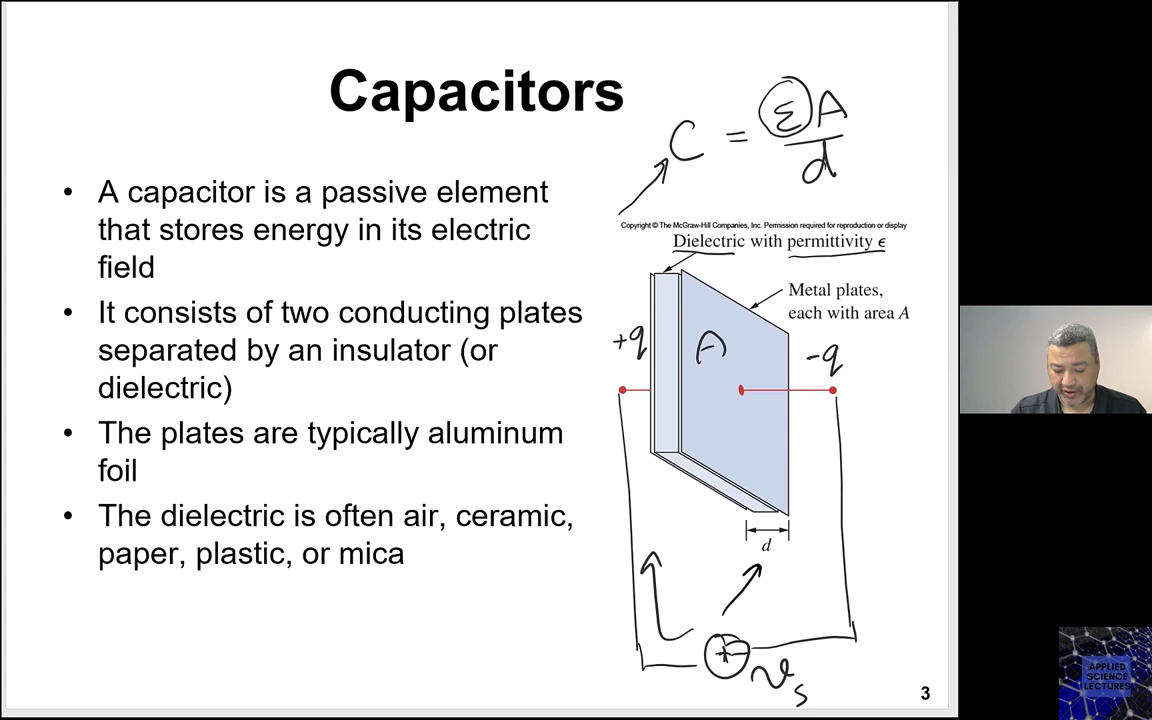 Capacitors
C = εA/d
• A capacitor is a passive element
that stores energy in its electric
field
• It consists of two conducting plates
separated by an insulator (or
dielectric)
• The plates are typically aluminum
foil
• The dielectric is often air, ceramic,
paper, plastic, or mica
Copyright © The McGraw-Hill Companies, Inc. Permission required for reproduction or display
Dielectric with permittivity ϵ
Metal plates,
each with area A
+q
A
-q
d
+ -
vs
3
APPLIED
SCIENCE
LECTURES